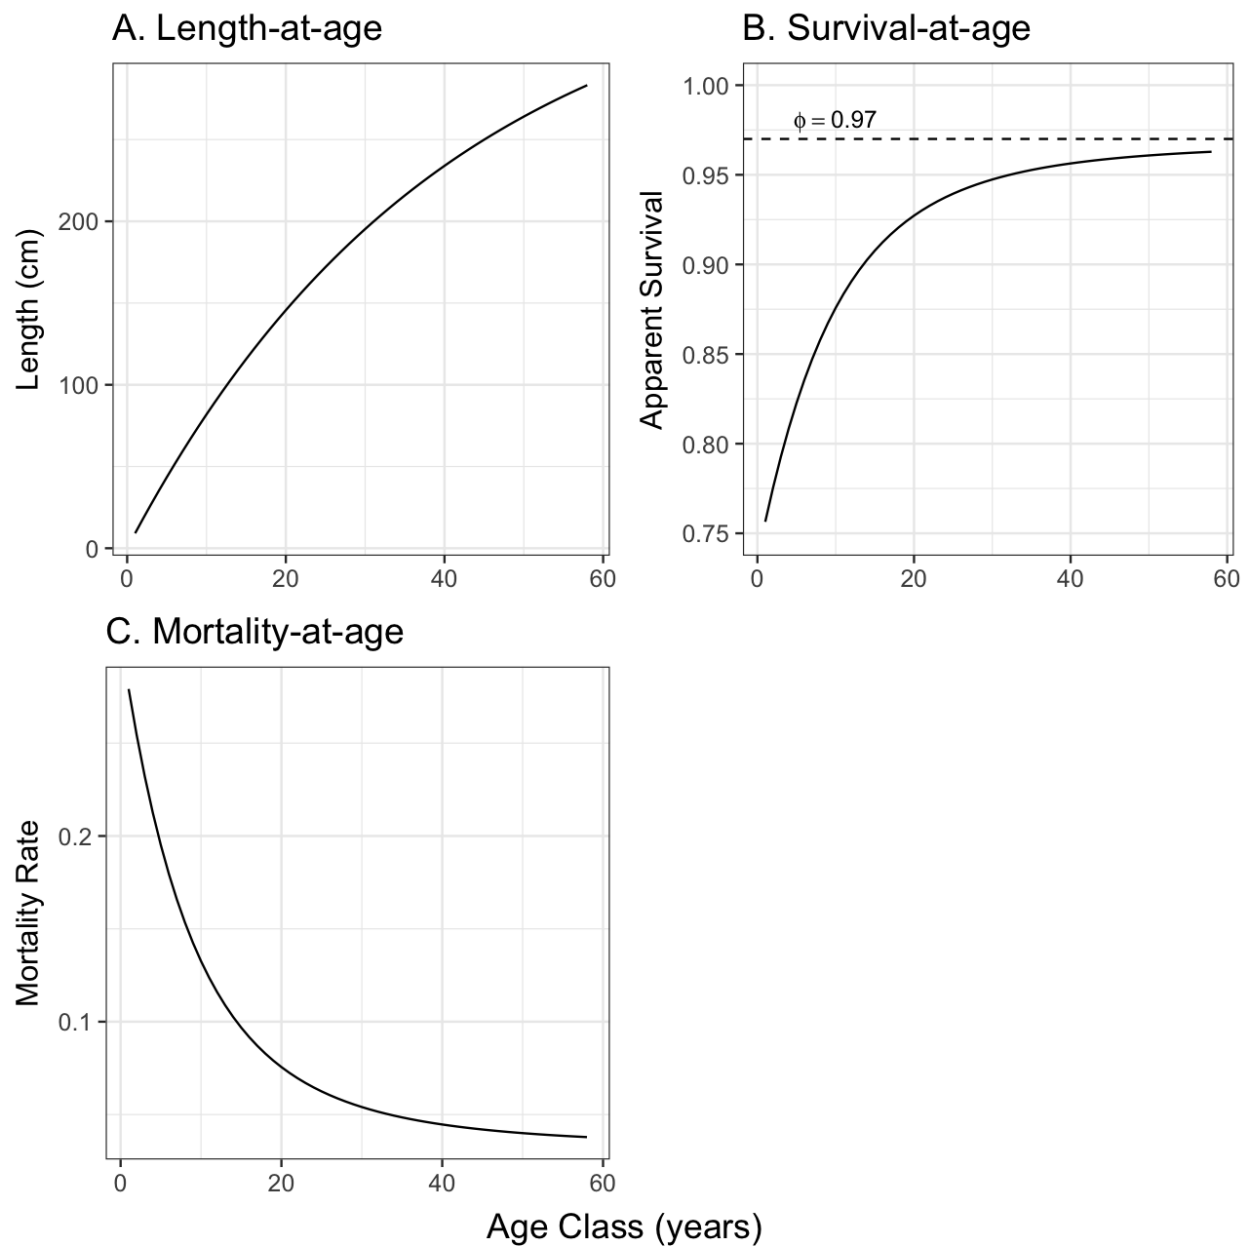 A. Length-at-age
B. Survival-at-age
Length (cm)
200
100
0
0 20 40 60
Apparent Survival
1.00
0.95
0.90
0.85
0.80
0.75
ϕ = 0.97
0 20 40 60
C. Mortality-at-age
Mortality Rate
0.2
0.1
0 20 40 60
Age Class (years)